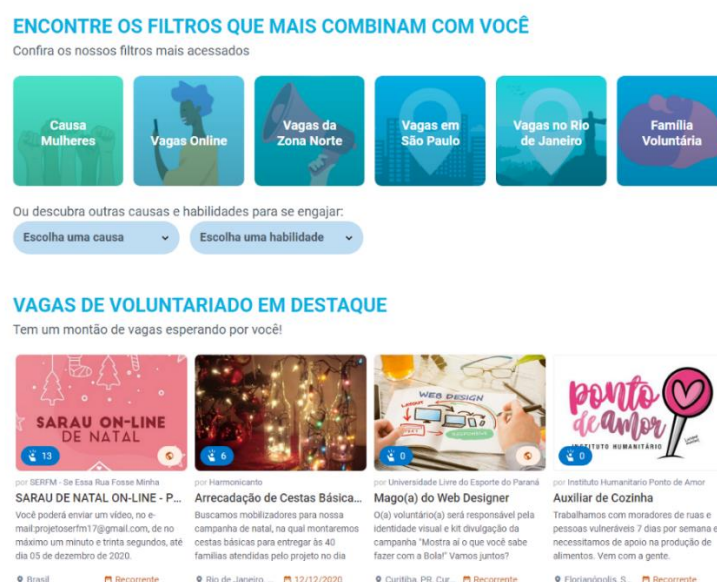 ENCONTRE OS FILTROS QUE MAIS COMBINAM COM VOCÊ
Confira os nossos filtros mais acessados
Causa
Mulheres
Vagas Online
Vagas da
Zona Norte
Vagas em
São Paulo
Vagas no Rio
de Janeiro
Família
Voluntária
Ou descubra outras causas e habilidades para se engajar:
Escolha uma causa
Escolha uma habilidade
VAGAS DE VOLUNTARIADO EM DESTAQUE
Tem um montão de vagas esperando por você!
SARAU ON-LINE
DE NATAL
13
por SERFM - Se Essa Rua Fosse Minha
SARAU DE NATAL ON-LINE - P...
Você poderá enviar um vídeo, no e-
mail:projetoserfm17@gmail.com, de no
máximo um minuto e trinta segundos, até
dia 05 de dezembro de 2020.
Brasil
Recorrente
6
por Harmonicanto
Arrecadação de Cestas Básica...
Buscamos mobilizadores para nossa
campanha de natal, na qual montaremos
cestas básicas para entregar às 40
famílias atendidas pelo projeto no dia
Rio de Janeiro, ...
12/12/2020
WEB DESIGN
0
por Universidade Livre do Esporte do Paraná
Mago(a) do Web Designer
O(a) voluntário(a) será responsável pela
identidade visual e kit divulgação da
campanha "Mostra aí o que você sabe
fazer com a Bola!" Vamos juntos?
Curitiba, PR, Cur...
Recorrente
ponto
de amor
INSTITUTO HUMANITÁRIO
0
por Instituto Humanitario Ponto de Amor
Auxiliar de Cozinha
Trabalhamos com moradores de ruas e
pessoas vulneráveis 7 dias por semana e
necessitamos de apoio na produção de
alimentos. Vem com a gente.
Florianópolis, S...
Recorrente